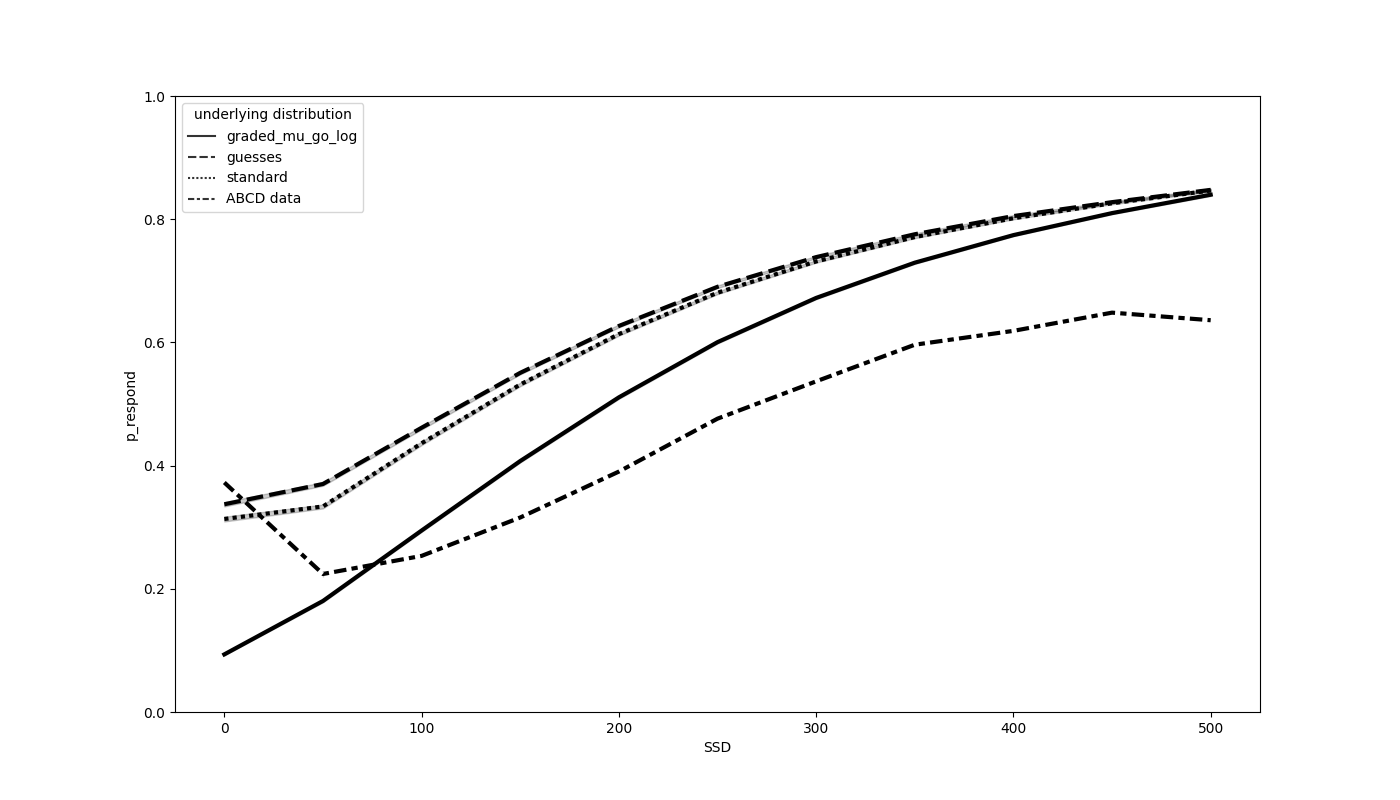 1.0
underlying distribution
graded_mu_go_log
guesses
standard
ABCD data
0.8
0.6
0.4
0.2
0.0
p_respond
0 100 200 300 400 500
SSD